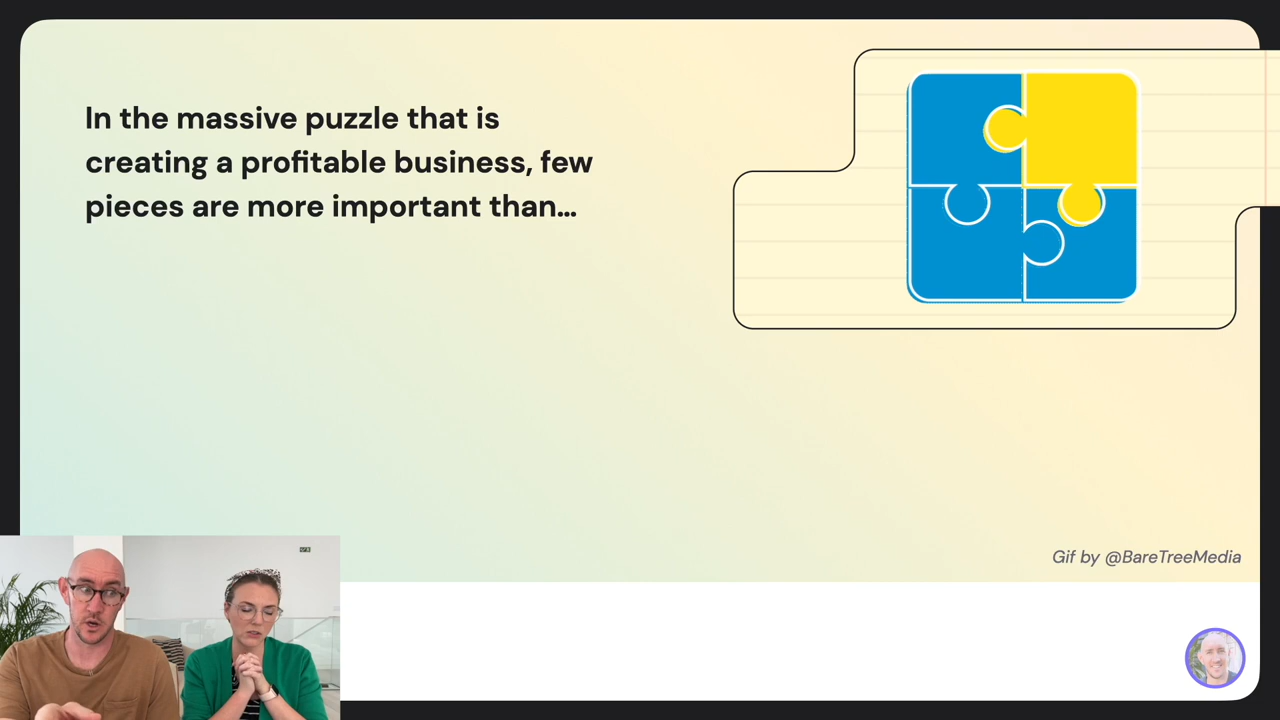 In the massive puzzle that is
creating a profitable business, few
pieces are more important than...
Gif by @BareTreeMedia